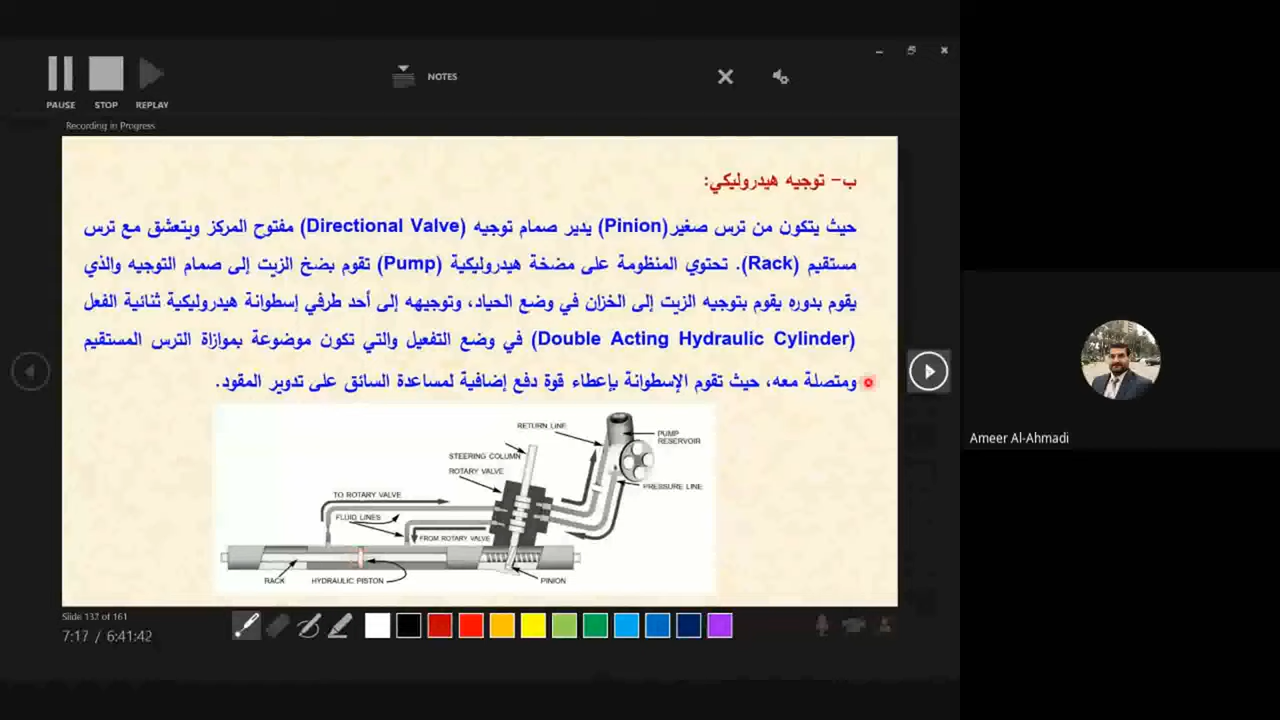 PAUSE STOP REPLAY
NOTES
Recording in Progress
ب- توجيه هيدروليكي:
حيث يتكون من ترس صغير(Pinion) يدير صمام توجيه (Directional Valve) مفتوح المركز ويتعشق مع ترس
مستقيم (Rack). تحتوي المنظومة على مضخة هيدروليكية (Pump) تقوم بضخ الزيت إلى صمام التوجيه والذي
يقوم بدوره يقوم بتوجيه الزيت إلى الخزان في وضع الحياد، وتوجيهه إلى أحد طرفي إسطوانة هيدروليكية ثنائية الفعل
(Double Acting Hydraulic Cylinder) في وضع التفعيل والتي تكون موضوعة بموازاة الترس المستقيم
ومتصلة معه، حيث تقوم الإسطوانة بإعطاء قوة دفع إضافية لمساعدة السائق على تدوير المقود.
RETURN LINE
PUMP
RESERVOIR
STEERING COLUMN
ROTARY VALVE
PRESSURE LINE
TO ROTARY VALVE
FLUID LINES
FROM ROTARY VALVE
RACK
HYDRAULIC PISTON
PINION
Slide 137 of 161
7:17 / 6:41:42
Ameer Al-Ahmadi